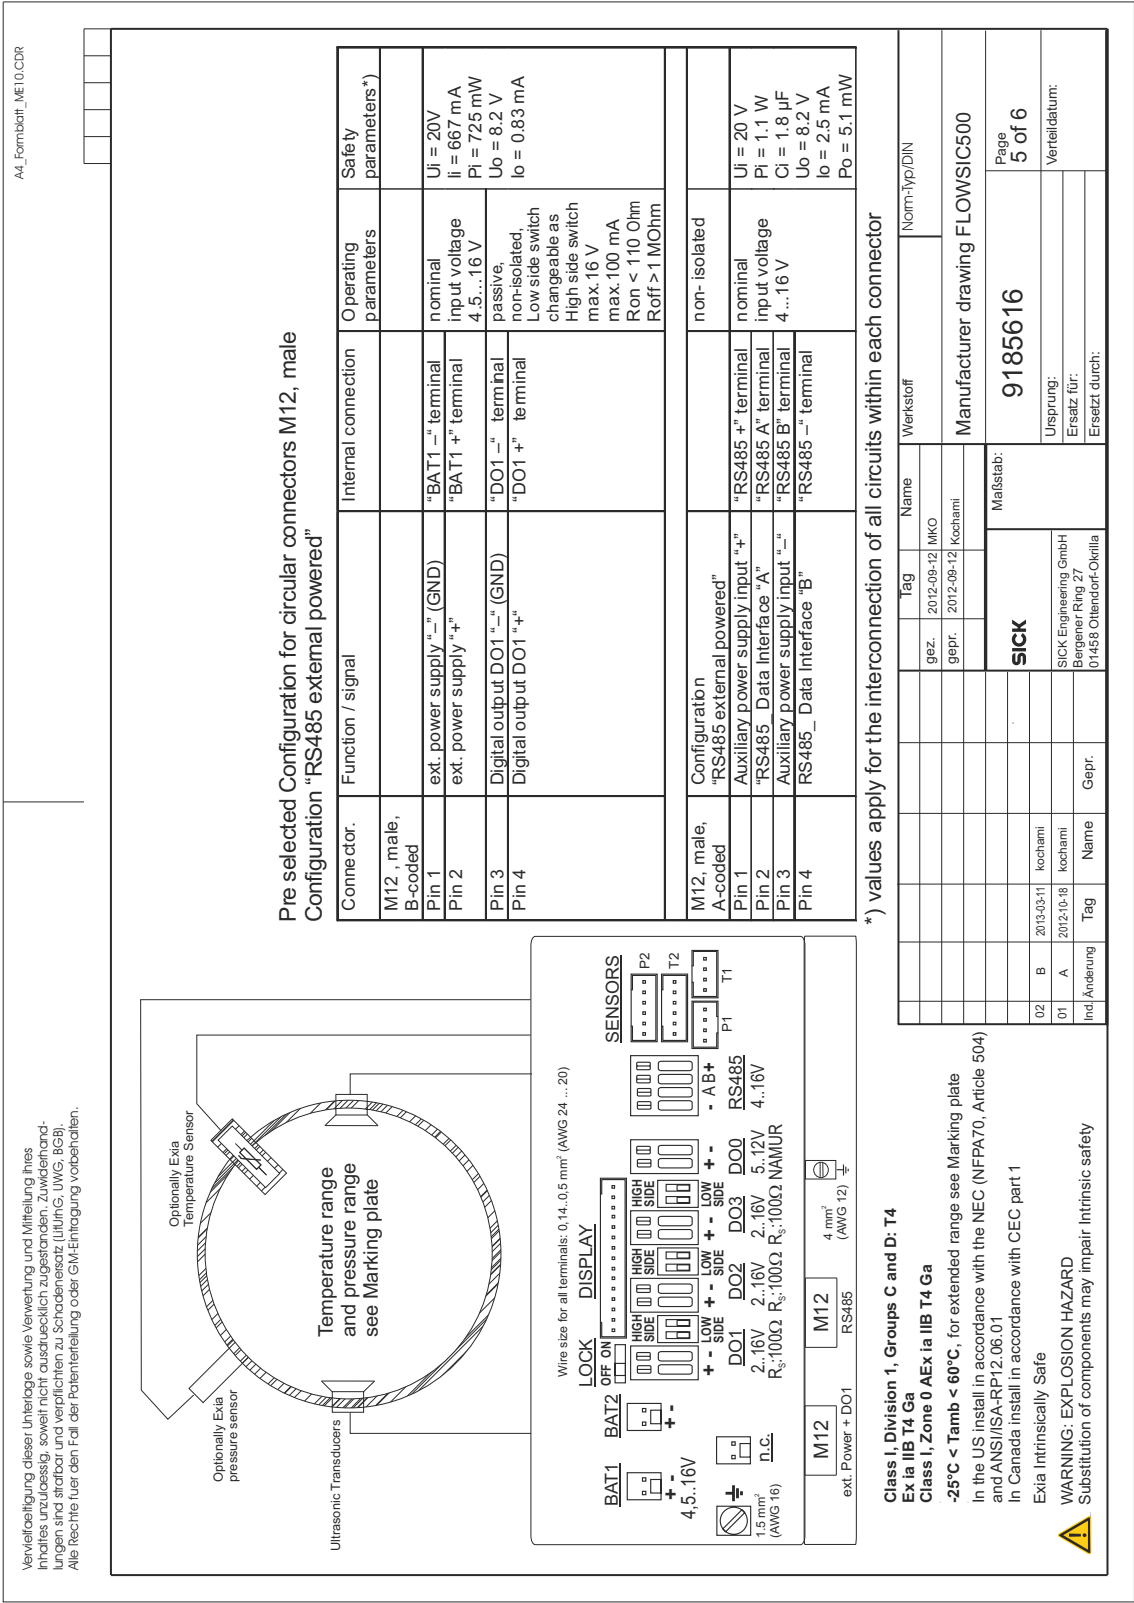 Vervielfaeltigung dieser Unterlage sowie Verwertung und Mitteilung ihres
Inhaltes unzulaessig, soweit nicht ausdruecklich zugestanden. Zuwiderhand-
lungen sind strafbar und verpflichten zu Schadenersatz (LitUrhG, UWG, BGB).
Alle Rechte fuer den Fall der Patenterteilung oder GM-Eintragung vorbehalten.
A4_Formblatt_ME10.CDR
Optionally Exia
Temperature Sensor
Optionally Exia
pressure sensor
Temperature range
and pressure range
see Marking plate
Ultrasonic Transducers
Wire size for all terminals: 0,14..0,5 mm² (AWG 24 ... 20)
BAT1
+ -
4,5..16V
BAT2
+ -
LOCK
OFF ON
DISPLAY
SENSORS
P2
T2
P1
T1
HIGH
SIDE
LOW
SIDE
HIGH
SIDE
LOW
SIDE
HIGH
SIDE
LOW
SIDE
+ - + - + - + -
- A B +
DO1 DO2 DO3 DO0 RS485
2..16V 2..16V 2..16V 5..12V 4..16V
RS:100Ω RS:100Ω RS:100Ω NAMUR
1.5 mm²
(AWG 16)
n.c.
M12
ext. Power + DO1
M12
RS485
4 mm²
(AWG 12)
Pre selected Configuration for circular connectors M12, male
Configuration "RS485 external powered"
Connector. Function / signal Internal connection Operating parameters Safety parameters*)
M12 , male,
B-coded
Pin 1 ext. power supply "–" (GND) "BAT1 –" terminal nominal Ui = 20V
Pin 2 ext. power supply "+" "BAT1 +" terminal input voltage Ii = 667 mA
4.5…16 V Pi = 725 mW
Pin 3 Digital output DO1 "–" (GND) "DO1 –" terminal passive, Uo = 8.2 V
Pin 4 Digital output DO1 "+" "DO1 +" terminal non-isolated, Io = 0.83 mA
Low side switch
changeable as
High side switch
max.16 V
max.100 mA
Ron < 110 Ohm
Roff > 1 MOhm
M12, male,
A-coded
Configuration
"RS485 external powered"
non- isolated
Pin 1 Auxiliary power supply input "+" "RS485 +" terminal nominal Ui = 20 V
Pin 2 "RS485_ Data Interface "A" "RS485 A" terminal input voltage Pi = 1.1 W
Pin 3 Auxiliary power supply input "–" "RS485 B" terminal 4 ...16 V Ci = 1.8 µF
Pin 4 RS485_ Data Interface "B" "RS485 –" terminal Uo = 8.2 V
Io = 2.5 mA
Po = 5.1 mW
*) values apply for the interconnection of all circuits within each connector
Class I, Division 1, Groups C and D: T4
Ex ia IIB T4 Ga
Class I, Zone 0 AEx ia IIB T4 Ga
-25°C < Tamb < 60°C, for extended range see Marking plate
In the US install in accordance with the NEC (NFPA70, Article 504)
and ANSI/ISA-RP12.06.01
In Canada install in accordance with CEC part 1
Exia Intrinsically Safe
WARNING: EXPLOSION HAZARD
Substitution of components may impair Intrinsic safety
Tag Name Werkstoff Norm-Typ/DIN
gez. 2012-09-12 MKO
gepr. 2012-09-12 Kochami
Manufacturer drawing FLOWSIC500
SICK
Maßstab:
9185616
Page
5 of 6
02 B 2013-03-11 kochami
01 A 2012-10-18 kochami
Ind. Änderung Tag Name Gepr.
SICK Engineering GmbH
Bergener Ring 27
01458 Ottendorf-Okrilla
Ursprung:
Ersatz für:
Ersetzt durch:
Verteildatum: